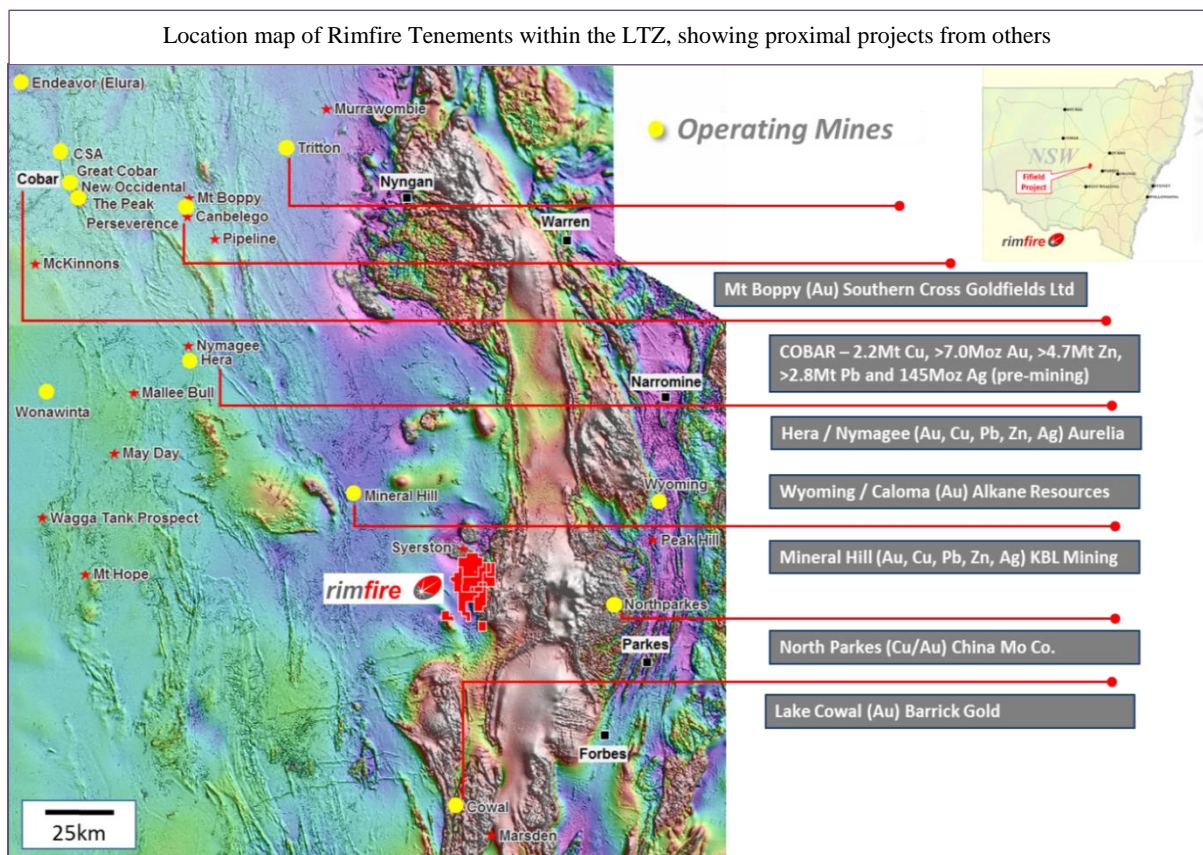 Location map of Rimfire Tenements within the LTZ, showing proximal projects from others
Endeavor (Elura)
Murrawombie
Operating Mines
CSA
Tritton
Great Cobar
Cobar
New Occidental
Nyngan
Mt Boppy
The Peak
Canbelego
Perseverence
Warren
Pipeline
McKinnons
NSW
Fifield
Project
rimfire
Mt Boppy (Au) Southern Cross Goldfields Ltd
COBAR – 2.2Mt Cu, >7.0Moz Au, >4.7Mt Zn,
>2.8Mt Pb and 145Moz Ag (pre-mining)
Nymagee
Hera
Mallee Bull
Narromine
Wonawinta
Hera / Nymagee (Au, Cu, Pb, Zn, Ag) Aurelia
May Day
Mineral Hill
Wyoming
Wyoming / Caloma (Au) Alkane Resources
Wagga Tank Prospect
Syerston
Peak Hill
Mineral Hill (Au, Cu, Pb, Zn, Ag) KBL Mining
Mt Hope
rimfire
Northparkes
Parkes
North Parkes (Cu/Au) China Mo Co.
Lake Cowal (Au) Barrick Gold
Forbes
Cowal
25km
Marsden